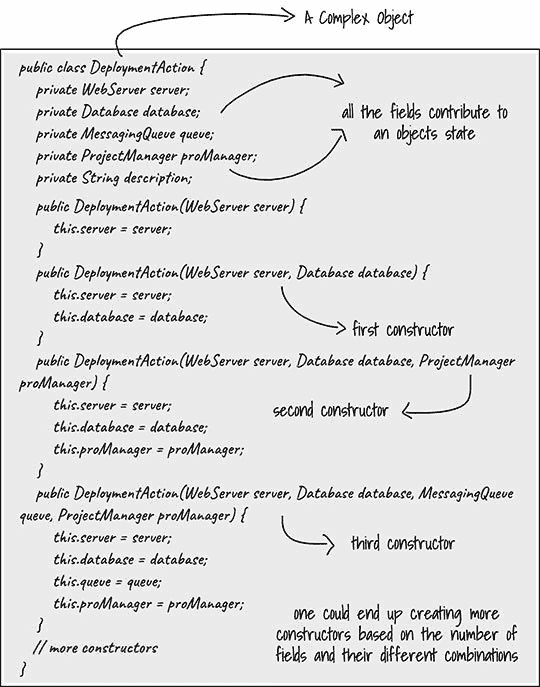 A Complex Object
public class DeploymentAction {
private WebServer server;
private Database database;
private MessagingQueue queue;
private ProjectManager proManager;
private String description;
all the fields contribute to
an objects state
public DeploymentAction(WebServer server) {
this.server = server;
}
public DeploymentAction(WebServer server, Database database) {
this.server = server;
this.database = database;
}
first constructor
public DeploymentAction(WebServer server, Database database, ProjectManager
proManager) {
this.server = server;
this.database = database;
this.proManager = proManager;
}
second constructor
public DeploymentAction(WebServer server, Database database, MessagingQueue
queue, ProjectManager proManager) {
this.server = server;
this.database = database;
this.queue = queue;
this.proManager = proManager;
}
third constructor
// more constructors
}
one could end up creating more
constructors based on the number of
fields and their different combinations